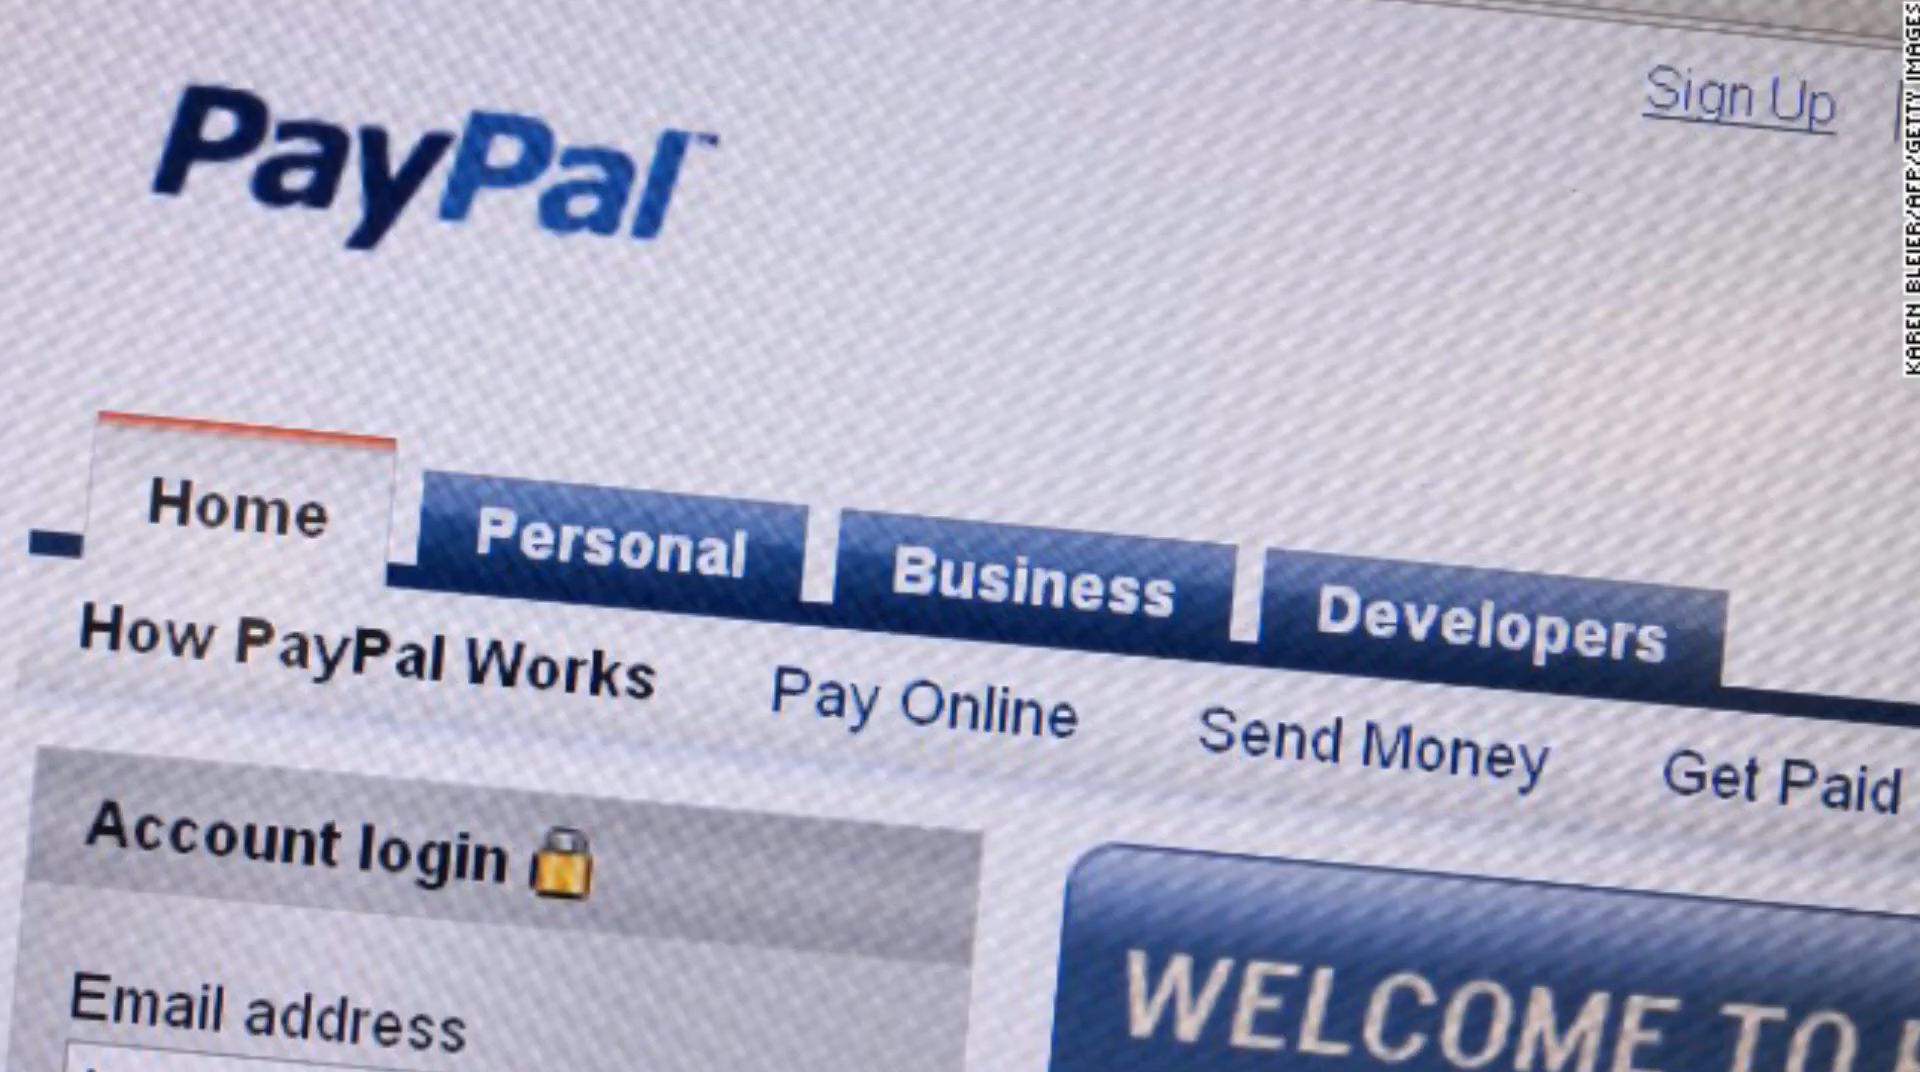 Sign Up
PayPal™
Home
Personal
Business
Developers
How PayPal Works
Pay Online
Send Money
Get Paid
Account login
Email address
WELCOME TO
KAREN BLEIER/AFP/GETTY IMAGES